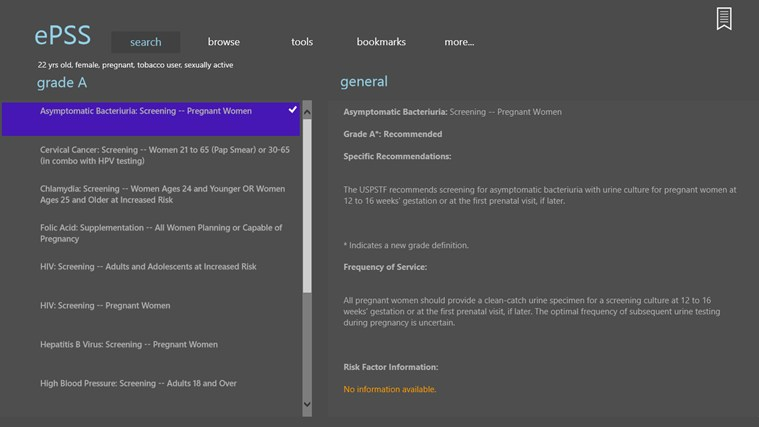 ePSS
search browse tools bookmarks more...
22 yrs old, female, pregnant, tobacco user, sexually active
grade A
Asymptomatic Bacteriuria: Screening -- Pregnant Women
Cervical Cancer: Screening -- Women 21 to 65 (Pap Smear) or 30-65
(in combo with HPV testing)
Chlamydia: Screening -- Women Ages 24 and Younger OR Women
Ages 25 and Older at Increased Risk
Folic Acid: Supplementation -- All Women Planning or Capable of
Pregnancy
HIV: Screening -- Adults and Adolescents at Increased Risk
HIV: Screening -- Pregnant Women
Hepatitis B Virus: Screening -- Pregnant Women
High Blood Pressure: Screening -- Adults 18 and Over
general
Asymptomatic Bacteriuria: Screening -- Pregnant Women
Grade A*: Recommended
Specific Recommendations:
The USPSTF recommends screening for asymptomatic bacteriuria with urine culture for pregnant women at
12 to 16 weeks' gestation or at the first prenatal visit, if later.
* Indicates a new grade definition.
Frequency of Service:
All pregnant women should provide a clean-catch urine specimen for a screening culture at 12 to 16
weeks' gestation or at the first prenatal visit, if later. The optimal frequency of subsequent urine testing
during pregnancy is uncertain.
Risk Factor Information:
No information available.